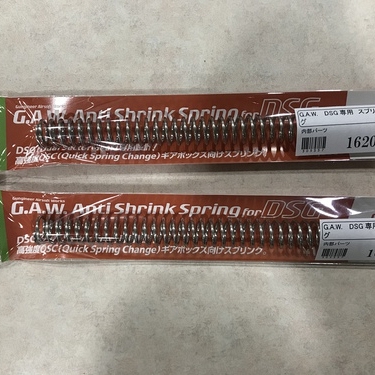 G.A.W. Anti Shrink Spring for DSG
高強度QSC(Quick Spring Change)ギアボックス向けスプリング
G.A.W. DSG専用 スプリ
グ
内部パーツ
1620
G.A.W. Anti Shrink Spring for DSG
DSG
高強度QSC(Quick Spring Change)ギアボックス向けスプリング
G.A.W. DSG専用
グ
内部パーツ